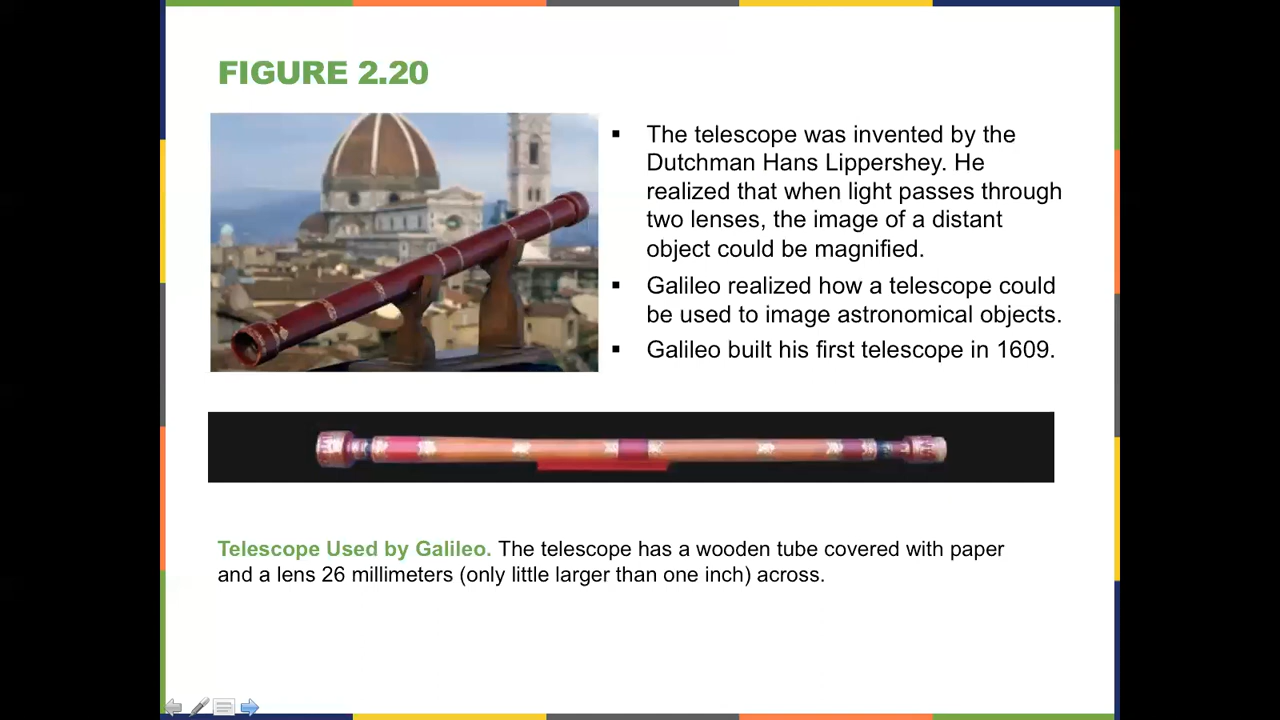 FIGURE 2.20
▪ The telescope was invented by the
Dutchman Hans Lippershey. He
realized that when light passes through
two lenses, the image of a distant
object could be magnified.
▪ Galileo realized how a telescope could
be used to image astronomical objects.
▪ Galileo built his first telescope in 1609.
Telescope Used by Galileo. The telescope has a wooden tube covered with paper
and a lens 26 millimeters (only little larger than one inch) across.